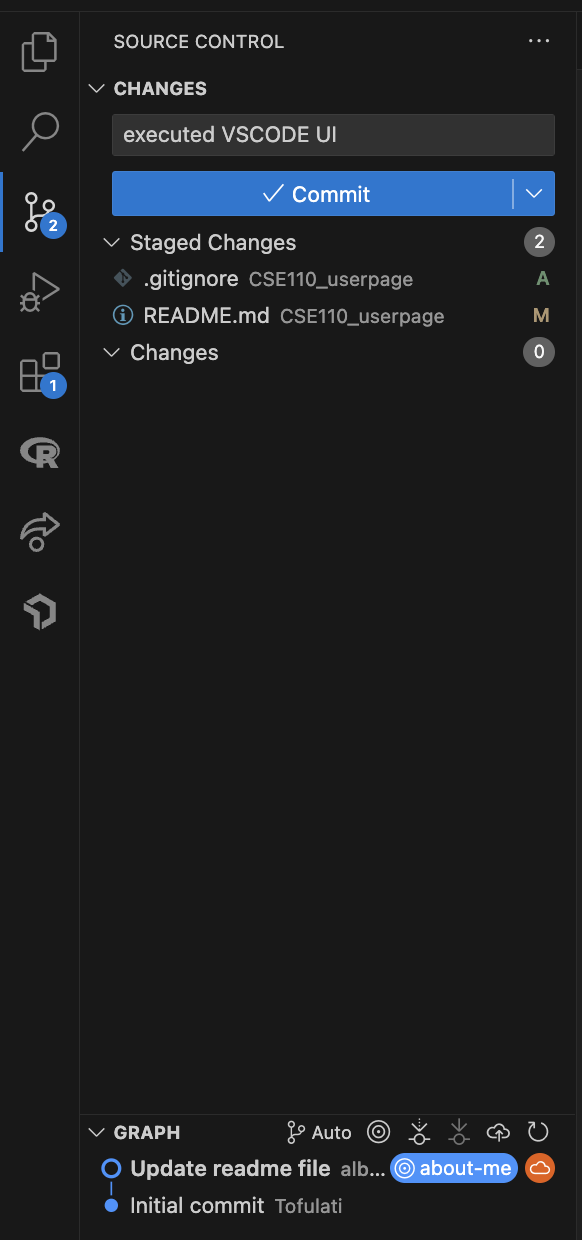 SOURCE CONTROL
CHANGES
executed VSCODE UI
Commit
Staged Changes 2
.gitignore CSE110_userpage A
README.md CSE110_userpage M
Changes 0
2
1
R
GRAPH Auto
Update readme file alb... about-me
Initial commit Tofulati